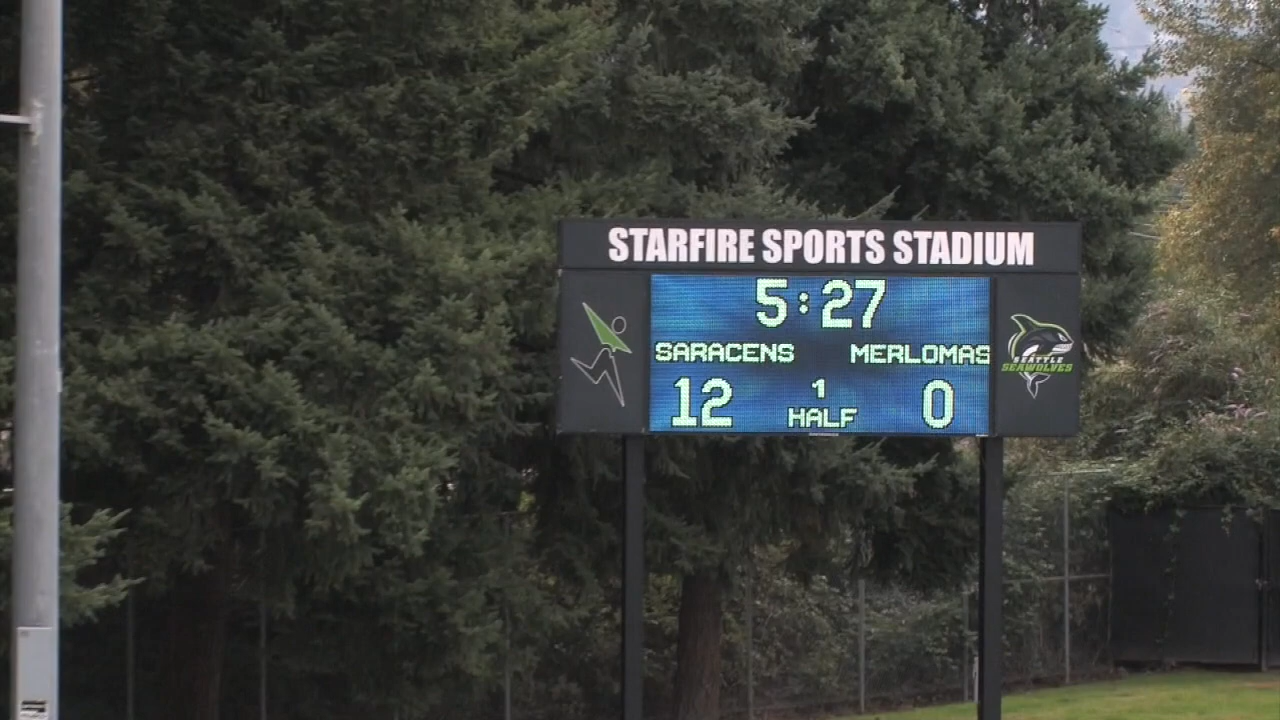 STARFIRE SPORTS STADIUM
5:27
SARACENS MERLOMAS
12 1 0
HALF
SEATTLE
SEAWOLVES